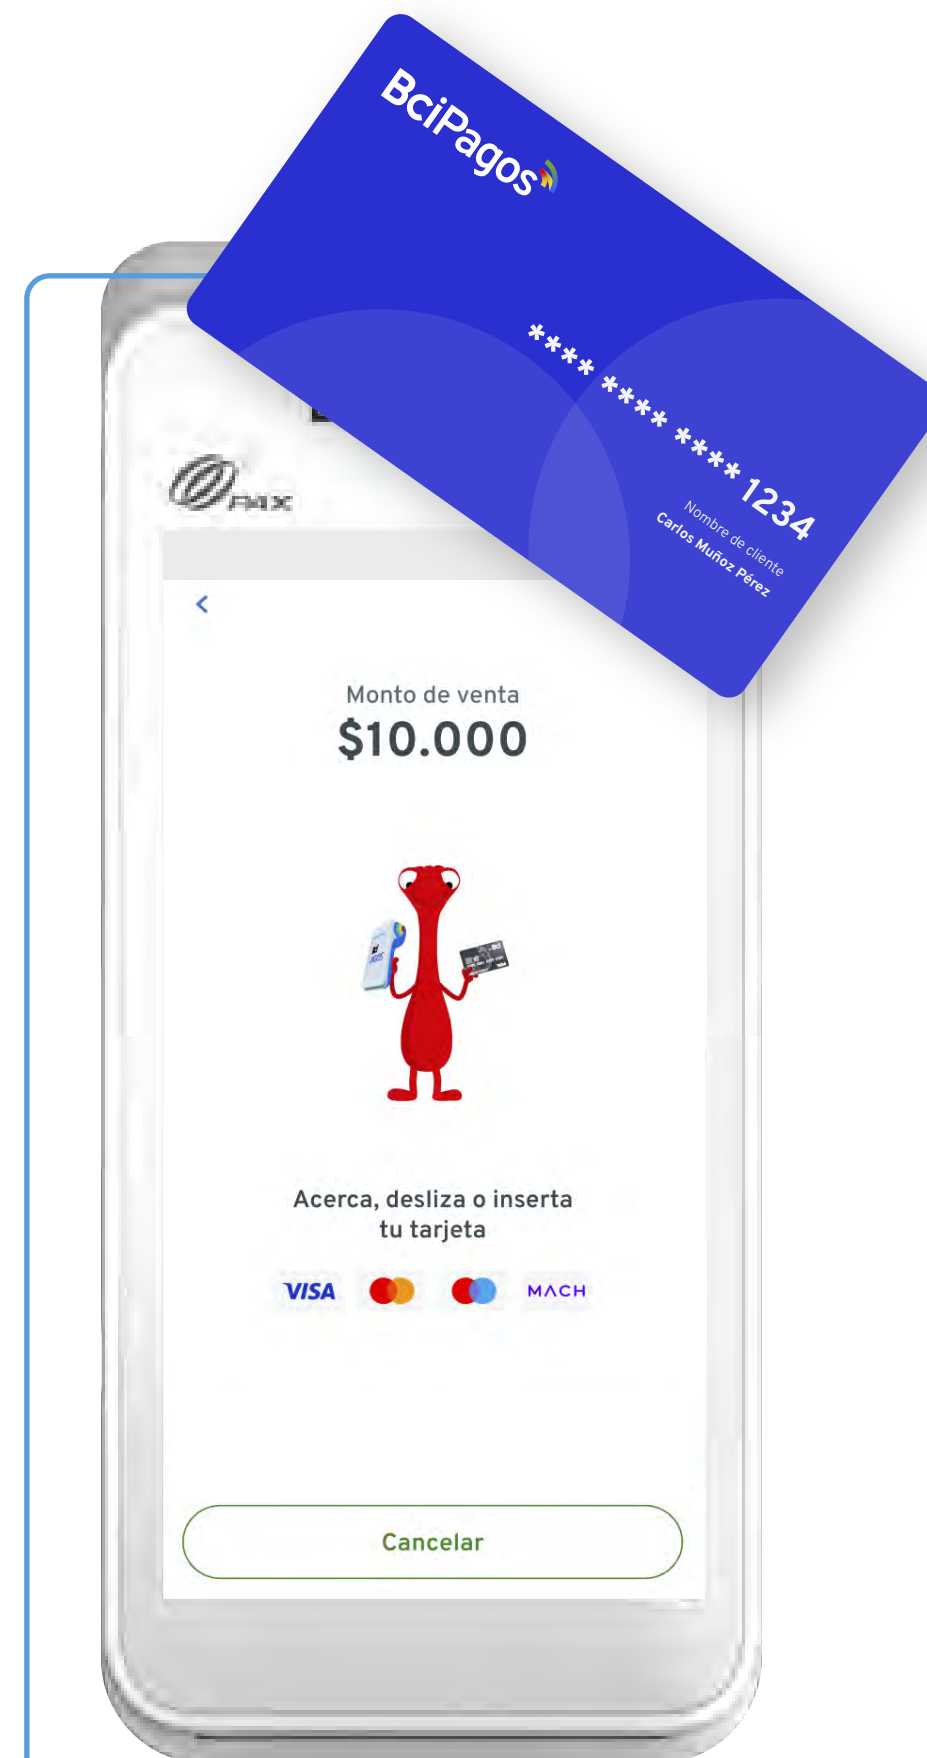 BciPagos
**** **** **** 1234
Nombre de cliente
Carlos Muñoz Pérez
PAX
Monto de venta
$10.000
Acerca, desliza o inserta
tu tarjeta
VISA
MACH
Cancelar